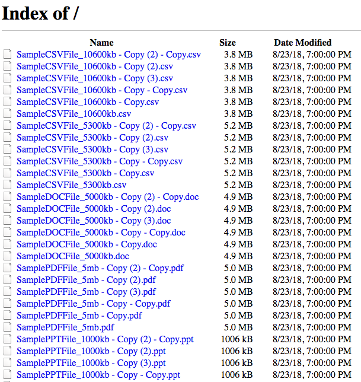 Index of /
Name Size Date Modified
SampleCSVFile_10600kb - Copy (2) - Copy.csv 3.8 MB 8/23/18, 7:00:00 PM
SampleCSVFile_10600kb - Copy (2).csv 3.8 MB 8/23/18, 7:00:00 PM
SampleCSVFile_10600kb - Copy (3).csv 3.8 MB 8/23/18, 7:00:00 PM
SampleCSVFile_10600kb - Copy - Copy.csv 3.8 MB 8/23/18, 7:00:00 PM
SampleCSVFile_10600kb - Copy.csv 3.8 MB 8/23/18, 7:00:00 PM
SampleCSVFile_10600kb.csv 3.8 MB 8/23/18, 7:00:00 PM
SampleCSVFile_5300kb - Copy (2) - Copy.csv 5.2 MB 8/23/18, 7:00:00 PM
SampleCSVFile_5300kb - Copy (2).csv 5.2 MB 8/23/18, 7:00:00 PM
SampleCSVFile_5300kb - Copy (3).csv 5.2 MB 8/23/18, 7:00:00 PM
SampleCSVFile_5300kb - Copy - Copy.csv 5.2 MB 8/23/18, 7:00:00 PM
SampleCSVFile_5300kb - Copy.csv 5.2 MB 8/23/18, 7:00:00 PM
SampleCSVFile_5300kb.csv 5.2 MB 8/23/18, 7:00:00 PM
SampleDOCFile_5000kb - Copy (2) - Copy.doc 4.9 MB 8/23/18, 7:00:00 PM
SampleDOCFile_5000kb - Copy (2).doc 4.9 MB 8/23/18, 7:00:00 PM
SampleDOCFile_5000kb - Copy (3).doc 4.9 MB 8/23/18, 7:00:00 PM
SampleDOCFile_5000kb - Copy - Copy.doc 4.9 MB 8/23/18, 7:00:00 PM
SampleDOCFile_5000kb - Copy.doc 4.9 MB 8/23/18, 7:00:00 PM
SampleDOCFile_5000kb.doc 4.9 MB 8/23/18, 7:00:00 PM
SamplePDFFile_5mb - Copy (2) - Copy.pdf 5.0 MB 8/23/18, 7:00:00 PM
SamplePDFFile_5mb - Copy (2).pdf 5.0 MB 8/23/18, 7:00:00 PM
SamplePDFFile_5mb - Copy (3).pdf 5.0 MB 8/23/18, 7:00:00 PM
SamplePDFFile_5mb - Copy - Copy.pdf 5.0 MB 8/23/18, 7:00:00 PM
SamplePDFFile_5mb - Copy.pdf 5.0 MB 8/23/18, 7:00:00 PM
SamplePDFFile_5mb.pdf 5.0 MB 8/23/18, 7:00:00 PM
SamplePPTFile_1000kb - Copy (2) - Copy.ppt 1006 kB 8/23/18, 7:00:00 PM
SamplePPTFile_1000kb - Copy (2).ppt 1006 kB 8/23/18, 7:00:00 PM
SamplePPTFile_1000kb - Copy (3).ppt 1006 kB 8/23/18, 7:00:00 PM
SamplePPTFile_1000kb - Copy - Copy.ppt 1006 kB 8/23/18, 7:00:00 PM